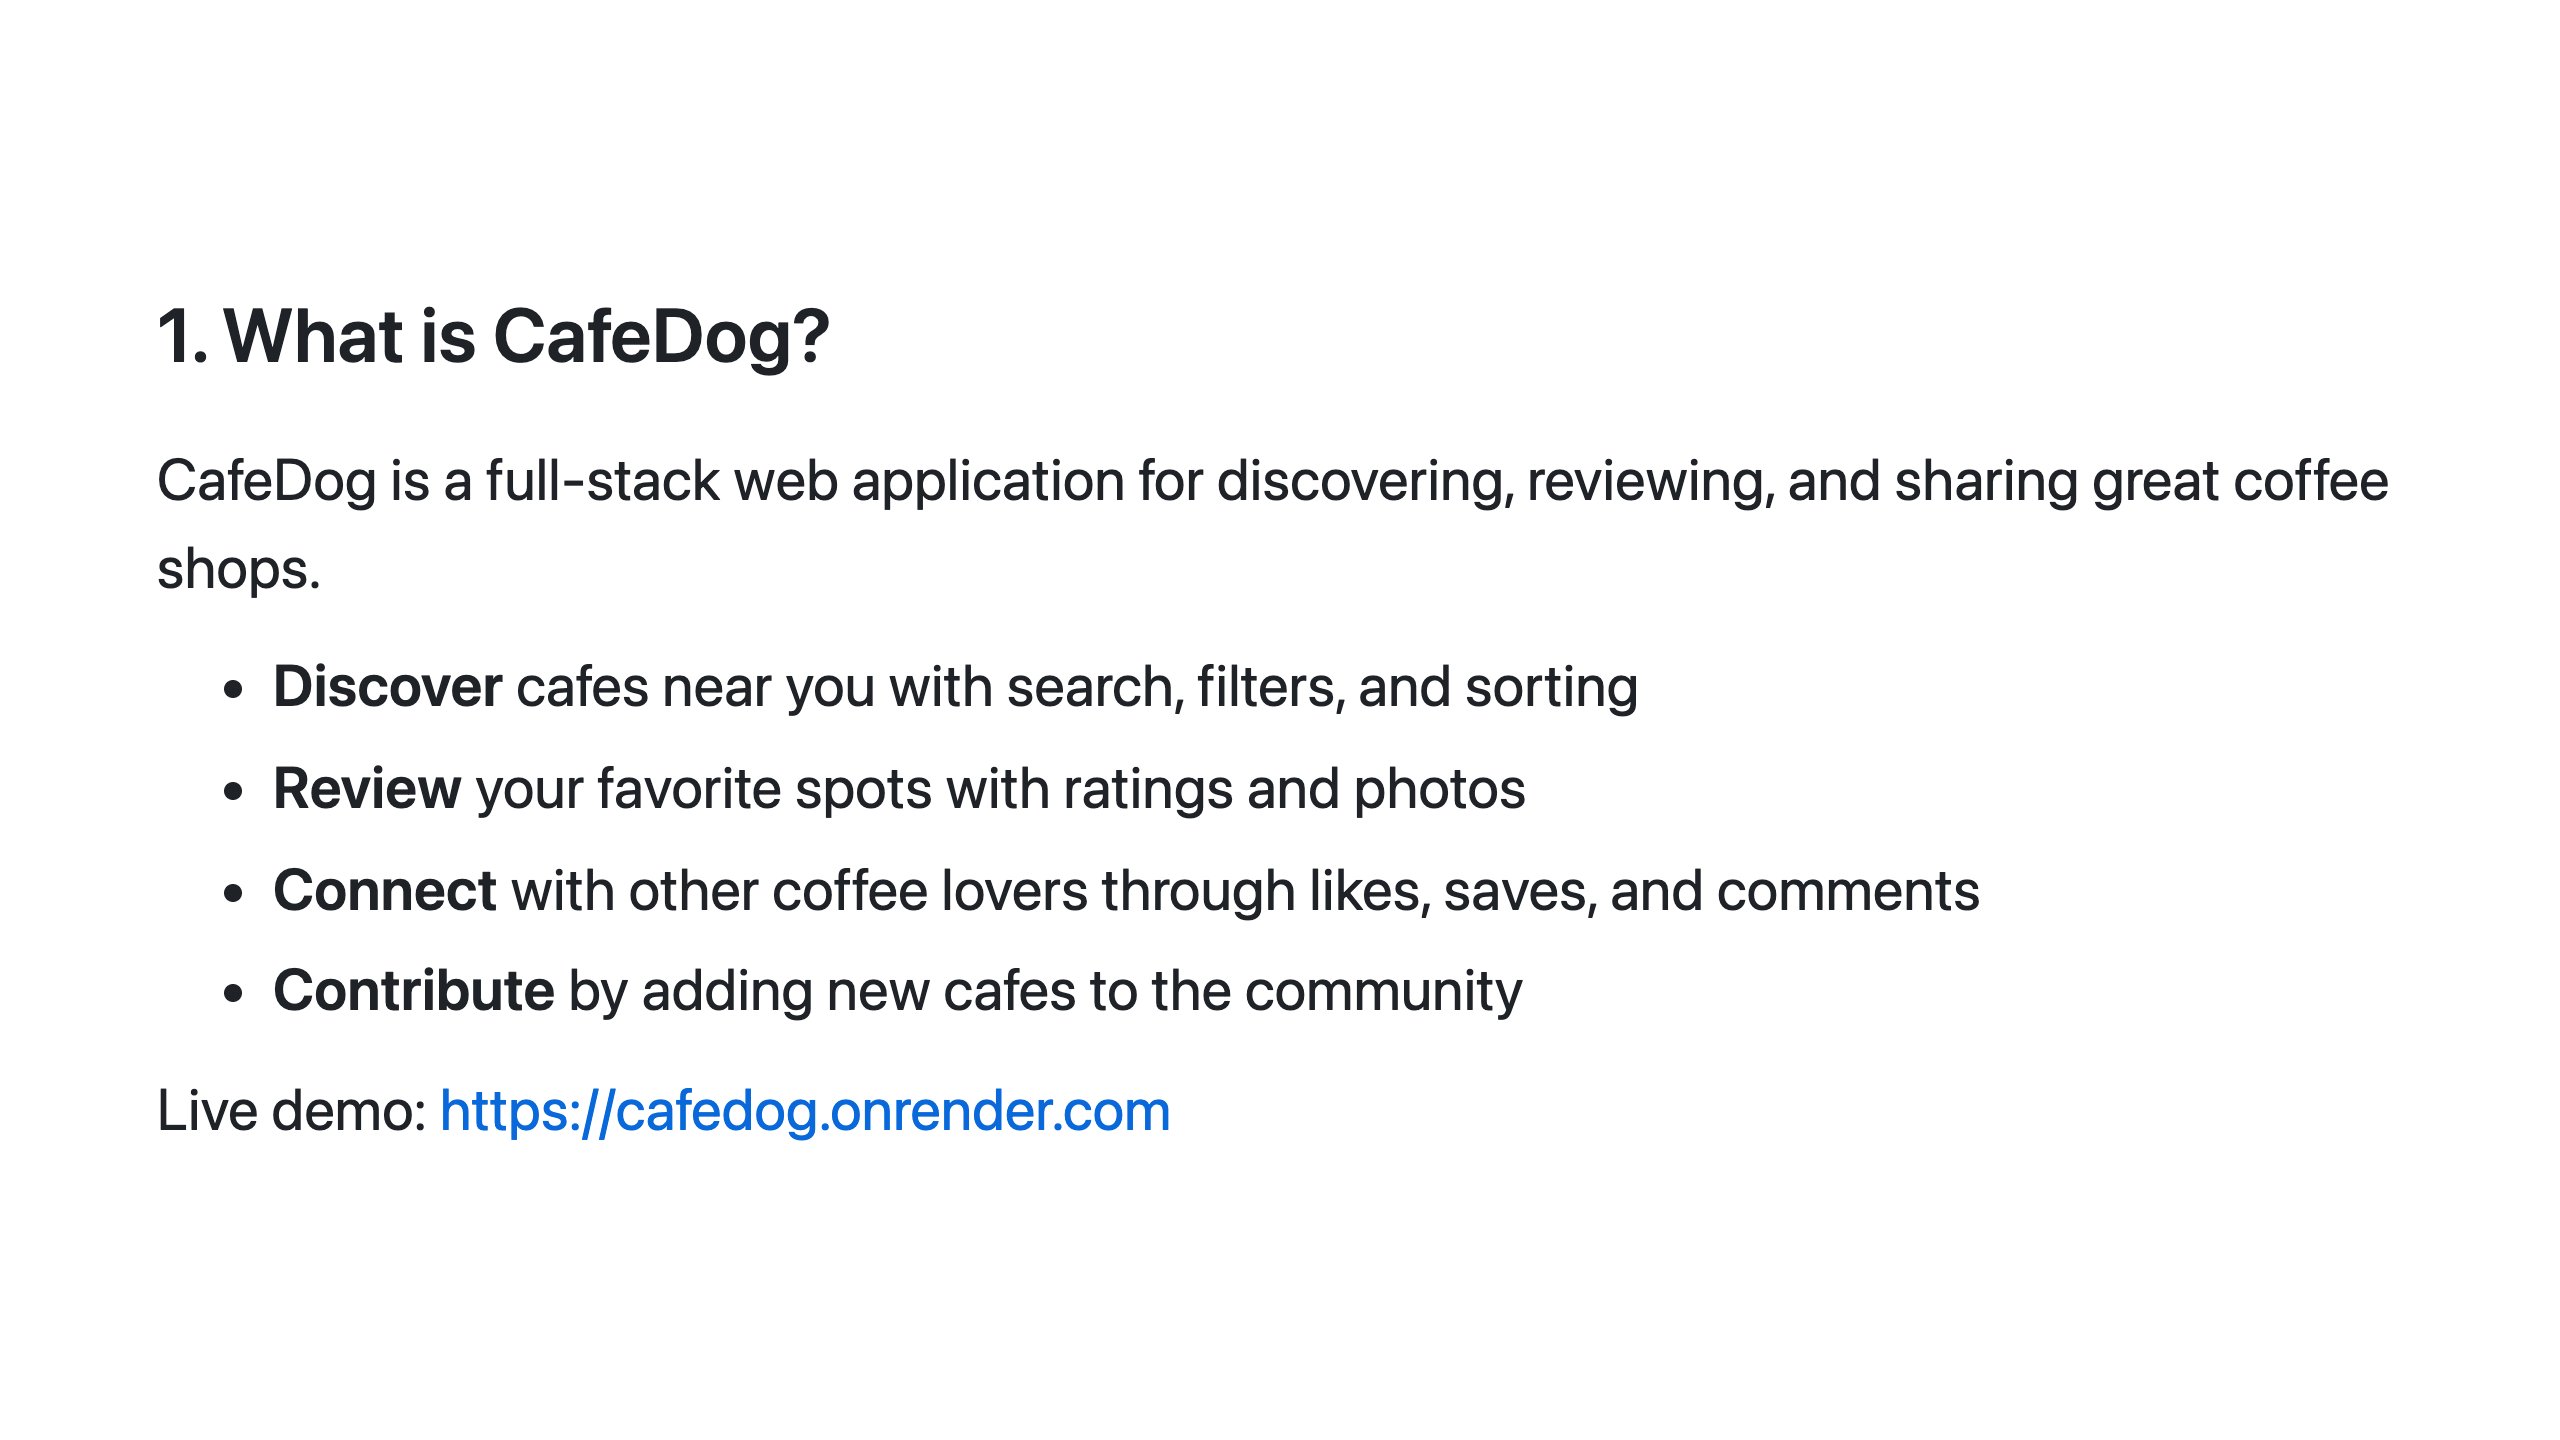 1. What is CafeDog?
CafeDog is a full-stack web application for discovering, reviewing, and sharing great coffee
shops.
• Discover cafes near you with search, filters, and sorting
• Review your favorite spots with ratings and photos
• Connect with other coffee lovers through likes, saves, and comments
• Contribute by adding new cafes to the community
Live demo: https://cafedog.onrender.com